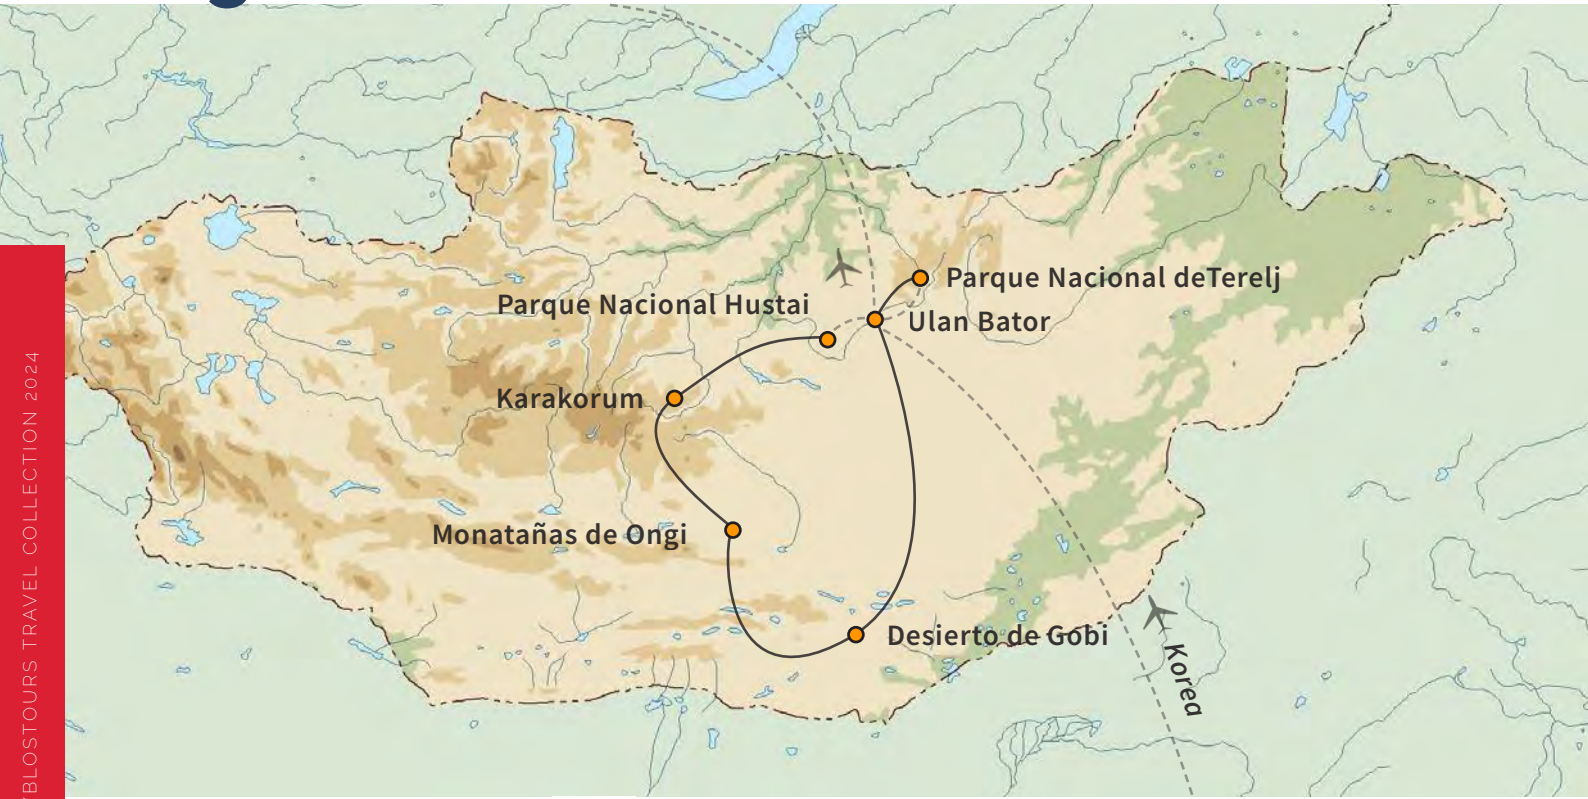 Parque Nacional deTerelj
Parque Nacional Hustai
Ulan Bator
Karakorum
Monatañas de Ongi
Desierto de Gobi
Korea
BLOSTOURS TRAVEL COLLECTION 2024